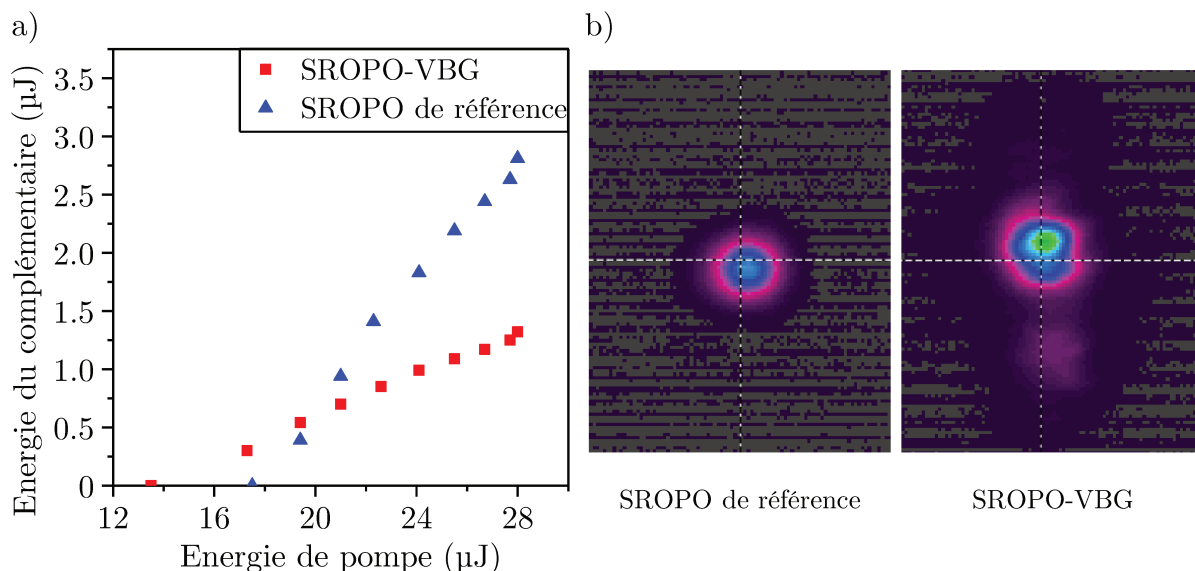 a)
Energie du complémentaire (µJ)
3.5
3.0
2.5
2.0
1.5
1.0
0.5
0
SROPO-VBG
SROPO de référence
12 16 20 24 28
Energie de pompe (µJ)
b)
SROPO de référence
SROPO-VBG